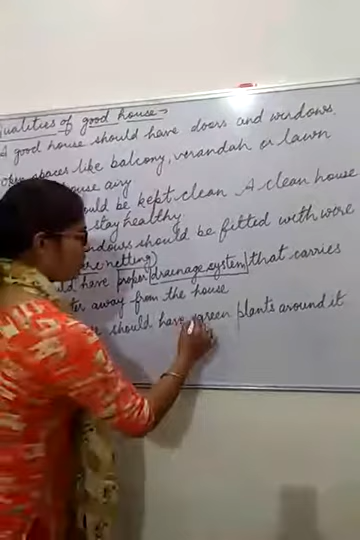 ualities of good house
A good house should have doors and windows.
Open spaces like balcony, verandah or lawn
house airy
ould be kept clean A clean house
stay healthy
ndows should be fitted with wire
re netting)
ld have proper drainage system that carries
ter away from the house
should have green plants around it